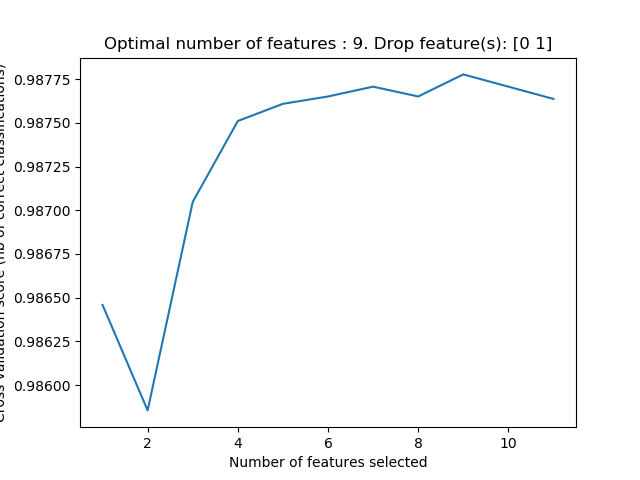 Optimal number of features : 9. Drop feature(s): [0 1]
Cross validation score (nb of correct classifications)
0.98775
0.98750
0.98725
0.98700
0.98675
0.98650
0.98625
0.98600
2 4 6 8 10
Number of features selected